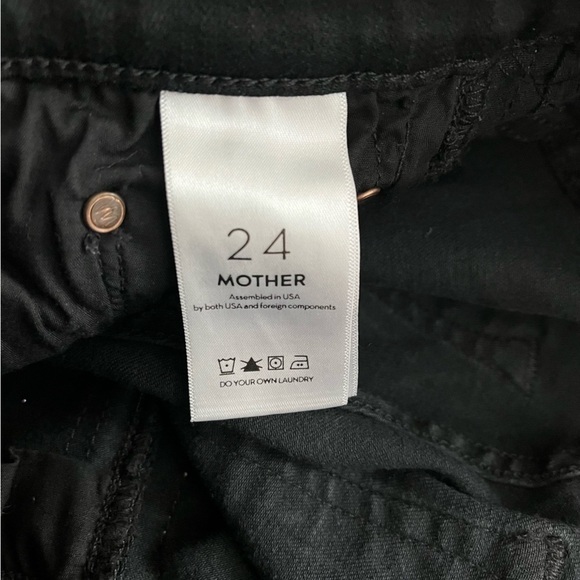 24
MOTHER
Assembled in USA
by both USA and foreign components
DO YOUR OWN LAUNDRY